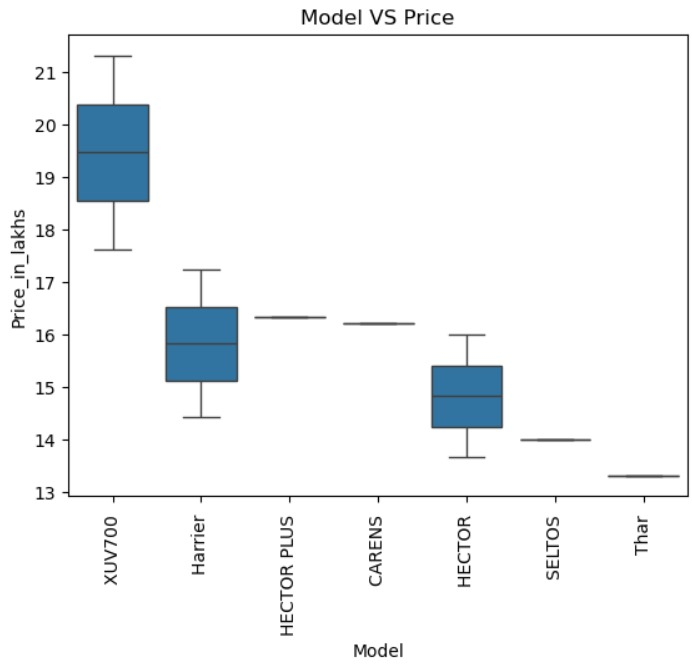 Model VS Price
Price_in_lakhs
21
20
19
18
17
16
15
14
13
XUV700
Harrier
HECTOR PLUS
CARENS
HECTOR
SELTOS
Thar
Model